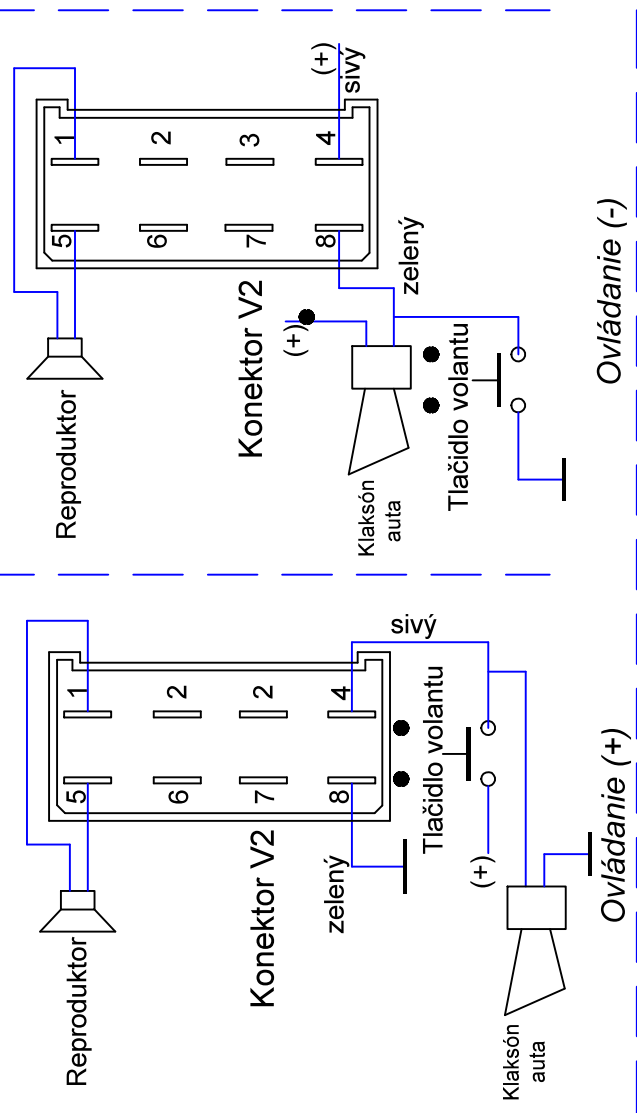 Reproduktor
Konektor V2
1
2
2
4
5
6
7
8
sivý
zelený
Tlačidlo volantu
(+)
Klaksón
auta
Ovládanie (+)
Reproduktor
Konektor V2
1
2
3
4
5
6
7
8
(+)
sivý
zelený
(+)
Klaksón
auta
Tlačidlo volantu
Ovládanie (-)